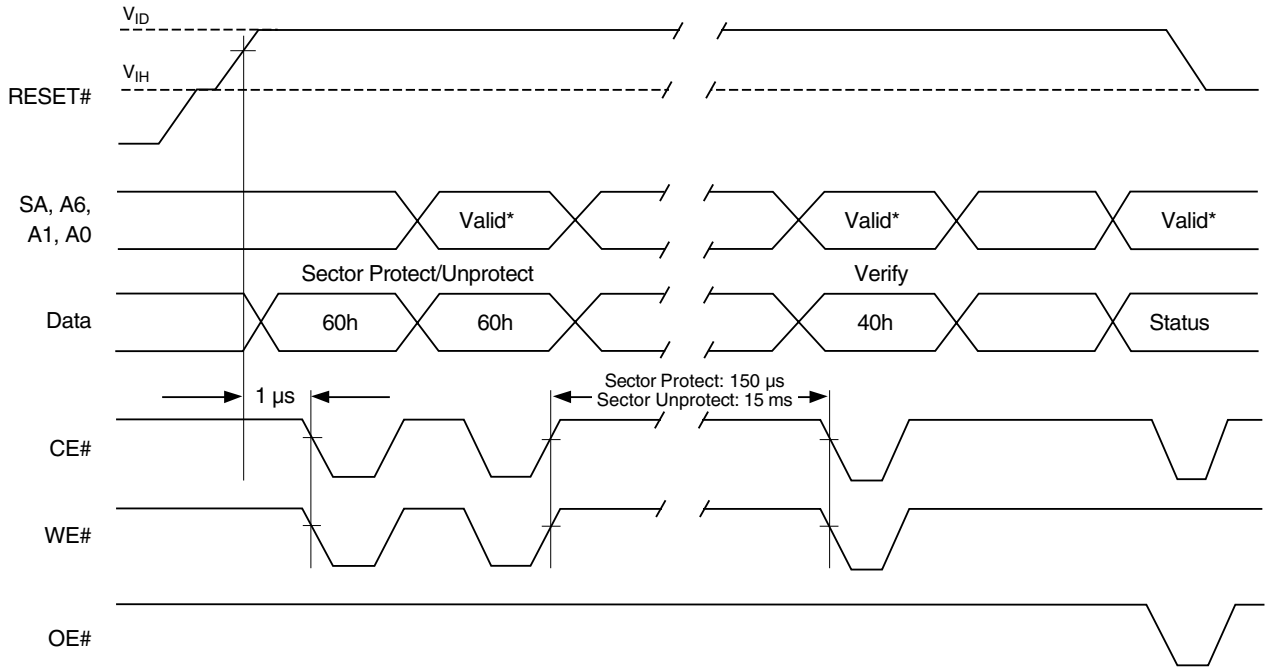 VID
VIH
RESET#
SA, A6,
A1, A0
Valid*
Valid*
Valid*
Sector Protect/Unprotect
Verify
Data
60h
60h
40h
Status
1 µs
Sector Protect: 150 µs
Sector Unprotect: 15 ms
CE#
WE#
OE#